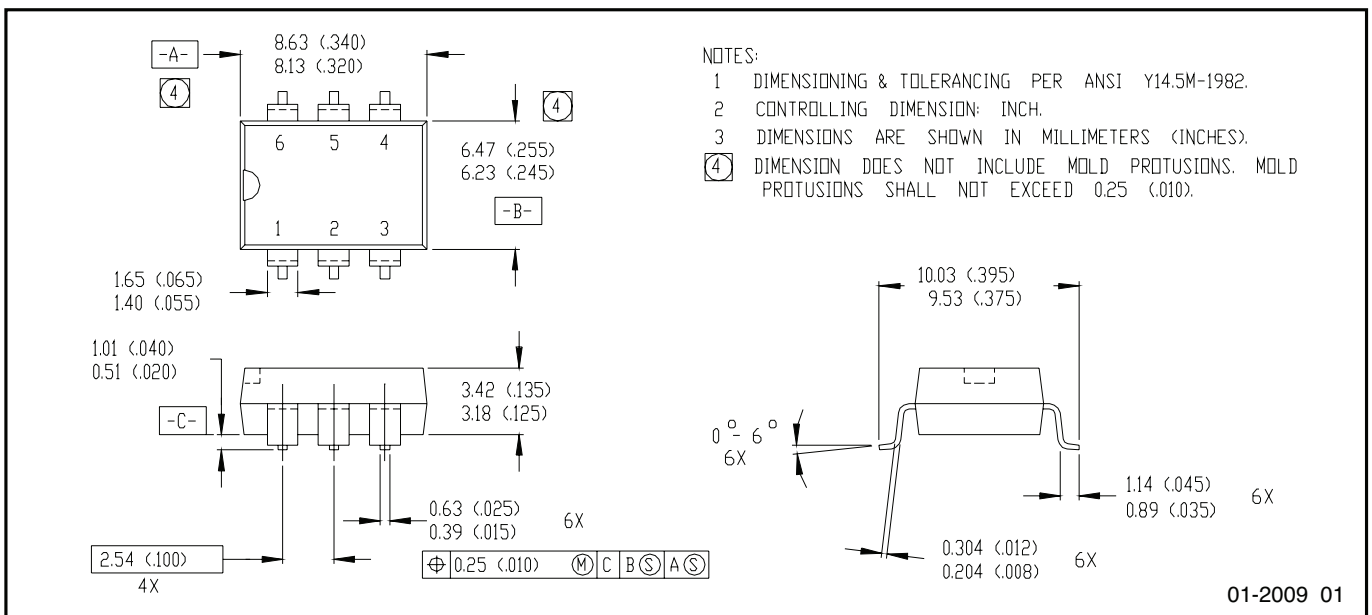 -A-
8.63 (.340)
8.13 (.320)
4
4
6 5 4
1 2 3
6.47 (.255)
6.23 (.245)
-B-
1.65 (.065)
1.40 (.055)
NOTES:
1 DIMENSIONING & TOLERANCING PER ANSI Y14.5M-1982.
2 CONTROLLING DIMENSION: INCH.
3 DIMENSIONS ARE SHOWN IN MILLIMETERS (INCHES).
4 DIMENSION DOES NOT INCLUDE MOLD PROTUSIONS. MOLD
PROTUSIONS SHALL NOT EXCEED 0.25 (.010).
1.01 (.040)
0.51 (.020)
-C-
3.42 (.135)
3.18 (.125)
0.63 (.025)
0.39 (.015)
6X
2.54 (.100)
4X
⌖ 0.25 (.010) Ⓜ C B Ⓢ A Ⓢ
10.03 (.395)
9.53 (.375)
0° - 6°
6X
1.14 (.045)
0.89 (.035)
6X
0.304 (.012)
0.204 (.008)
6X
01-2009 01